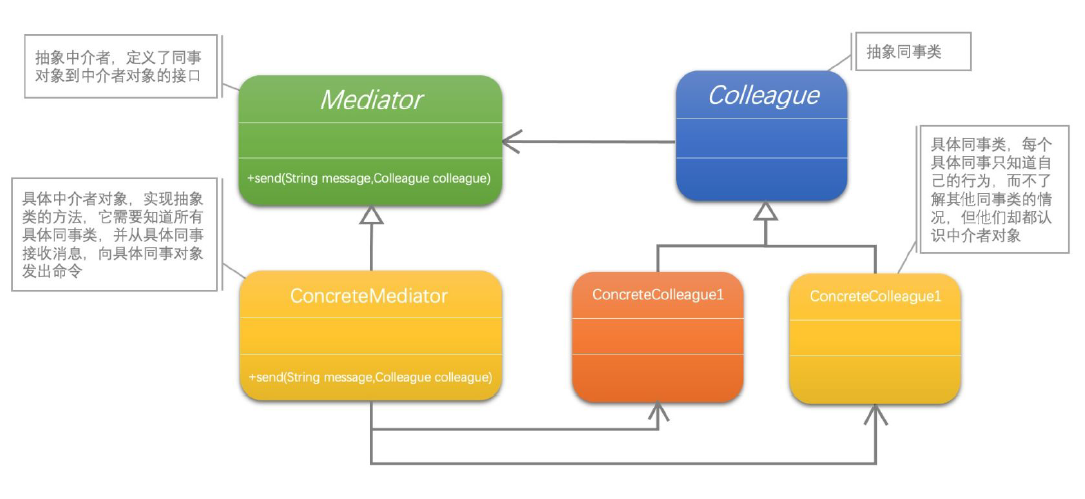 抽象中介者，定义了同事
对象到中介者对象的接口
Mediator
+send(String message,Colleague colleague)
Colleague
抽象同事类
具体中介者对象，实现抽象
类的方法，它需要知道所有
具体同事类，并从具体同事
接收消息，向具体同事对象
发出命令
ConcreteMediator
+send(String message,Colleague colleague)
ConcreteColleague1
ConcreteColleague1
具体同事类，每个
具体同事只知道自
己的行为，而不了
解其他同事类的情
况，但他们却都认
识中介者对象